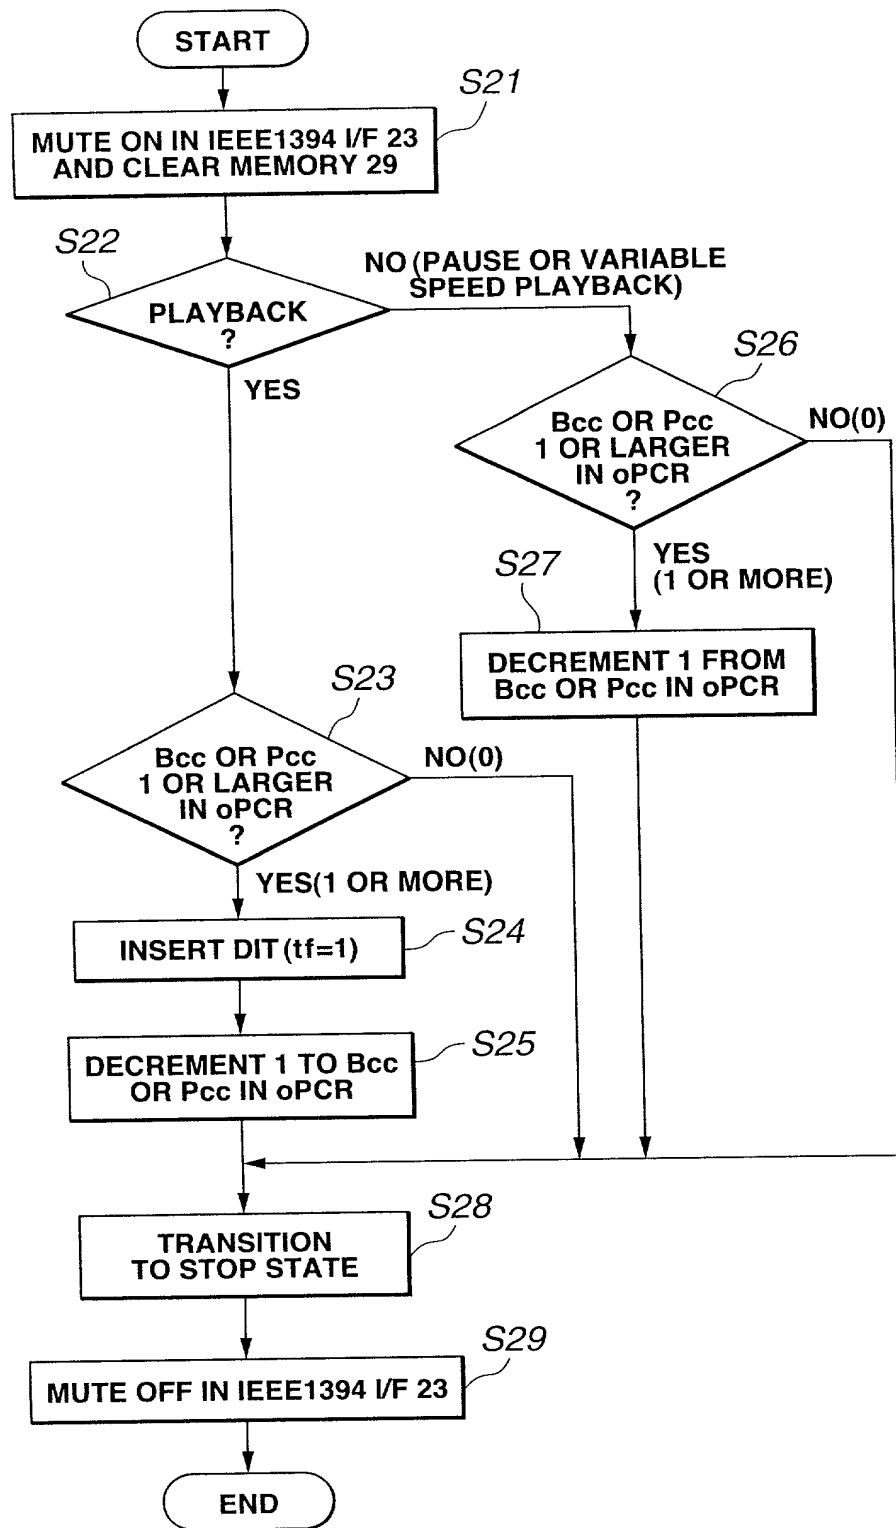 START
S21
MUTE ON IN IEEE1394 I/F 23
AND CLEAR MEMORY 29
S22
NO (PAUSE OR VARIABLE
SPEED PLAYBACK)
PLAYBACK
?
YES
S26
Bcc OR Pcc
1 OR LARGER
IN oPCR
?
NO(0)
YES
(1 OR MORE)
S27
DECREMENT 1 FROM
Bcc OR Pcc IN oPCR
S23
Bcc OR Pcc
1 OR LARGER
IN oPCR
?
NO(0)
YES(1 OR MORE)
S24
INSERT DIT (tf=1)
S25
DECREMENT 1 TO Bcc
OR Pcc IN oPCR
S28
TRANSITION
TO STOP STATE
S29
MUTE OFF IN IEEE1394 I/F 23
END